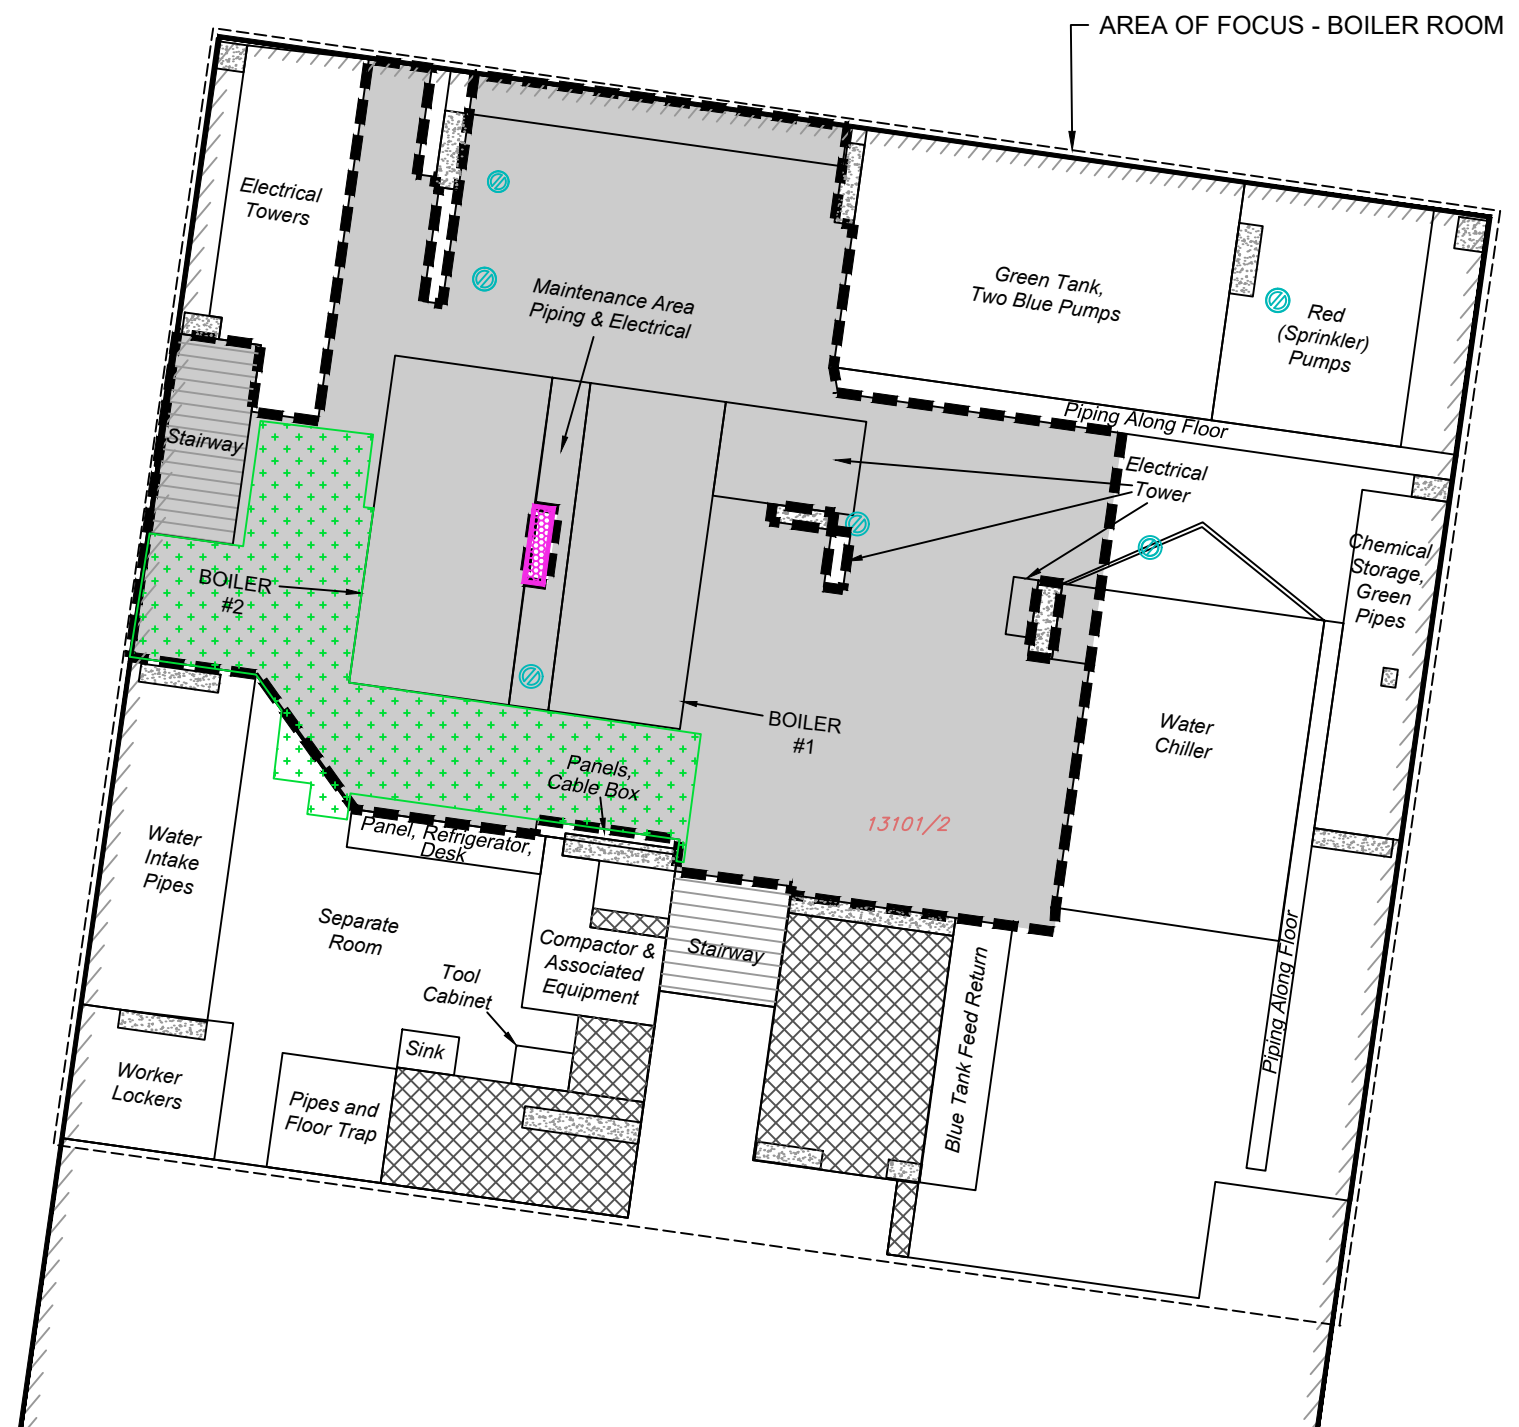 AREA OF FOCUS - BOILER ROOM
Electrical
Towers
Maintenance Area
Piping & Electrical
Green Tank,
Two Blue Pumps
Red
(Sprinkler)
Pumps
Piping Along Floor
Stairway
Electrical
Tower
Chemical
Storage,
Green
Pipes
BOILER
#2
BOILER
#1
Water
Chiller
Panels,
Cable Box
13101/2
Panel, Refrigerator,
Desk
Water
Intake
Pipes
Separate
Room
Compactor &
Associated
Equipment
Stairway
Tool
Cabinet
Blue Tank Feed Return
Piping Along Floor
Sink
Worker
Lockers
Pipes and
Floor Trap